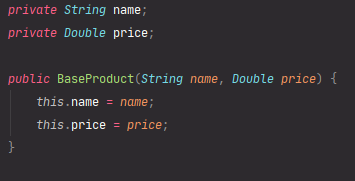 private String name;
private Double price;
public BaseProduct(String name, Double price) {
this.name = name;
this.price = price;
}